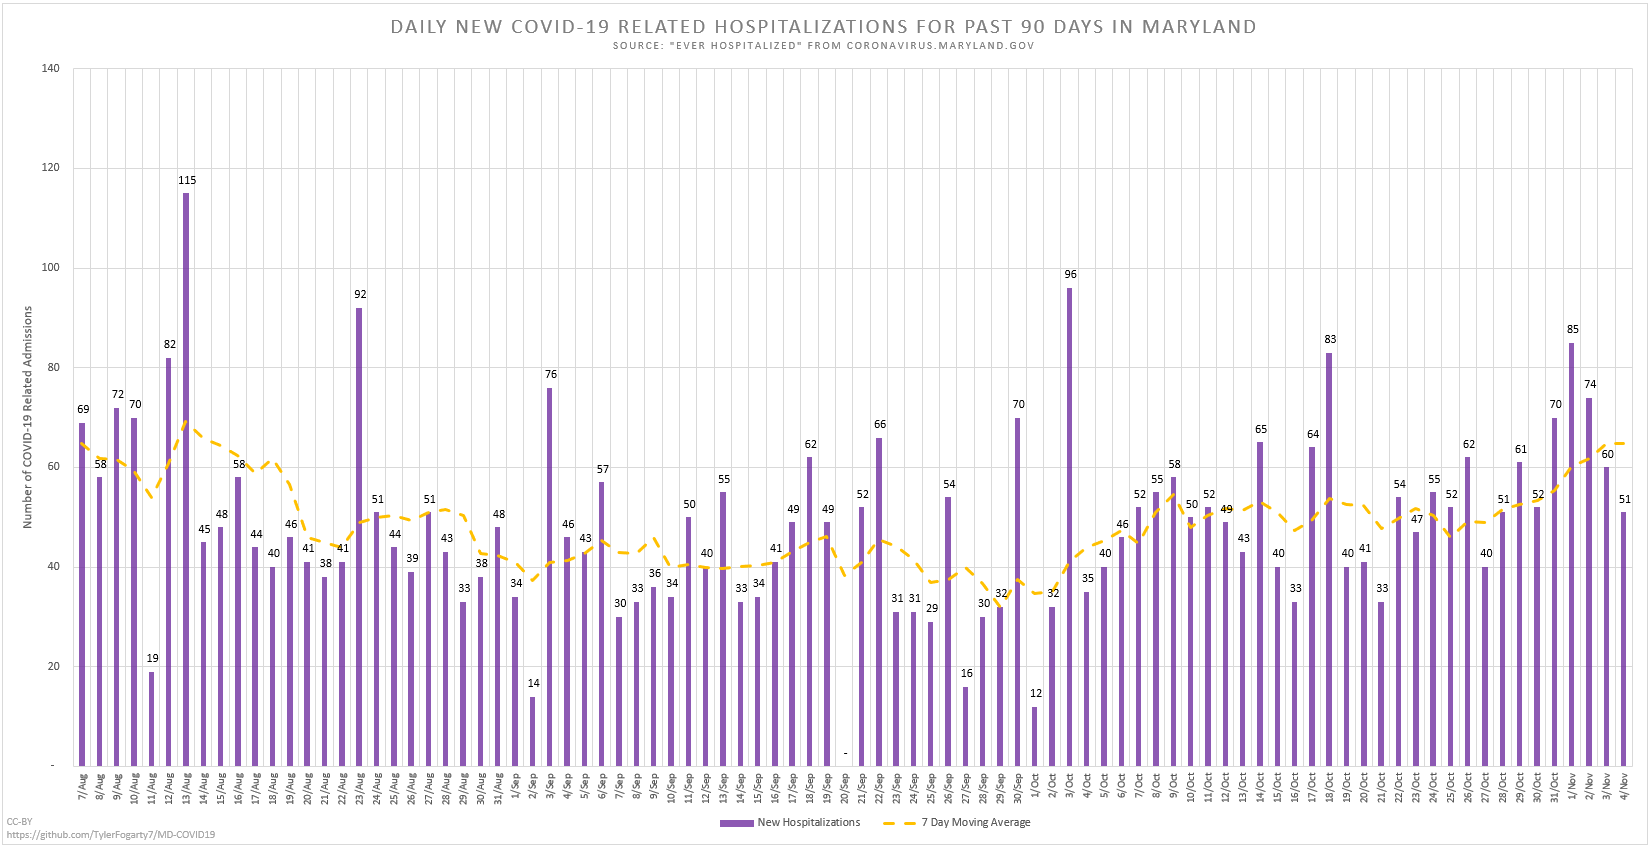 DAILY NEW COVID-19 RELATED HOSPITALIZATIONS FOR PAST 90 DAYS IN MARYLAND
SOURCE: "EVER HOSPITALIZED" FROM CORONAVIRUS.MARYLAND.GOV
Number of COVID-19 Related Admissions
140
120
100
80
60
40
20
-
69
58
72
70
19
82
115
45
48
58
44
40
46
41
38
41
92
51
44
39
51
43
33
38
48
34
14
76
46
43
57
30
33
36
34
50
40
55
33
34
41
49
62
49
-
52
66
31
31
29
54
16
30
32
70
12
32
96
35
40
46
52
55
58
50
52
49
43
65
40
33
64
83
40
41
33
54
47
55
52
62
40
51
61
52
70
85
74
60
51
7/Aug
8/Aug
9/Aug
10/Aug
11/Aug
12/Aug
13/Aug
14/Aug
15/Aug
16/Aug
17/Aug
18/Aug
19/Aug
20/Aug
21/Aug
22/Aug
23/Aug
24/Aug
25/Aug
26/Aug
27/Aug
28/Aug
29/Aug
30/Aug
31/Aug
1/Sep
2/Sep
3/Sep
4/Sep
5/Sep
6/Sep
7/Sep
8/Sep
9/Sep
10/Sep
11/Sep
12/Sep
13/Sep
14/Sep
15/Sep
16/Sep
17/Sep
18/Sep
19/Sep
20/Sep
21/Sep
22/Sep
23/Sep
24/Sep
25/Sep
26/Sep
27/Sep
28/Sep
29/Sep
30/Sep
1/Oct
2/Oct
3/Oct
4/Oct
5/Oct
6/Oct
7/Oct
8/Oct
9/Oct
10/Oct
11/Oct
12/Oct
13/Oct
14/Oct
15/Oct
16/Oct
17/Oct
18/Oct
19/Oct
20/Oct
21/Oct
22/Oct
23/Oct
24/Oct
25/Oct
26/Oct
27/Oct
28/Oct
29/Oct
30/Oct
31/Oct
1/Nov
2/Nov
3/Nov
4/Nov
New Hospitalizations
7 Day Moving Average
CC-BY
https://github.com/TylerFogarty7/MD-COVID19